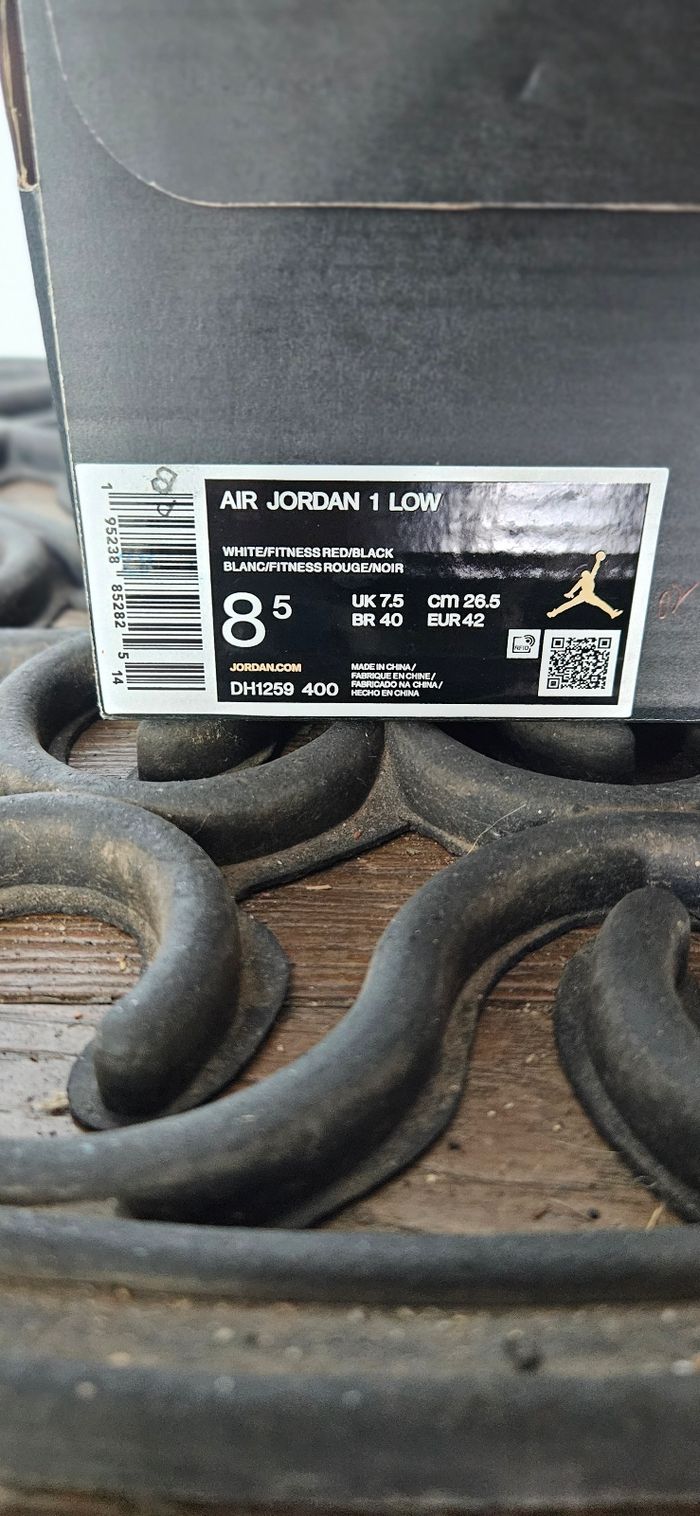 AIR JORDAN 1 LOW
WHITE/FITNESS RED/BLACK
BLANC/FITNESS ROUGE/NOIR
8 5
UK 7.5 cm 26.5
BR 40 EUR 42
RFID
JORDAN.COM
DH1259 400
MADE IN CHINA/
FABRIQUE EN CHINE/
FABRICADO NA CHINA/
HECHO EN CHINA
1 95238 85282 5 14